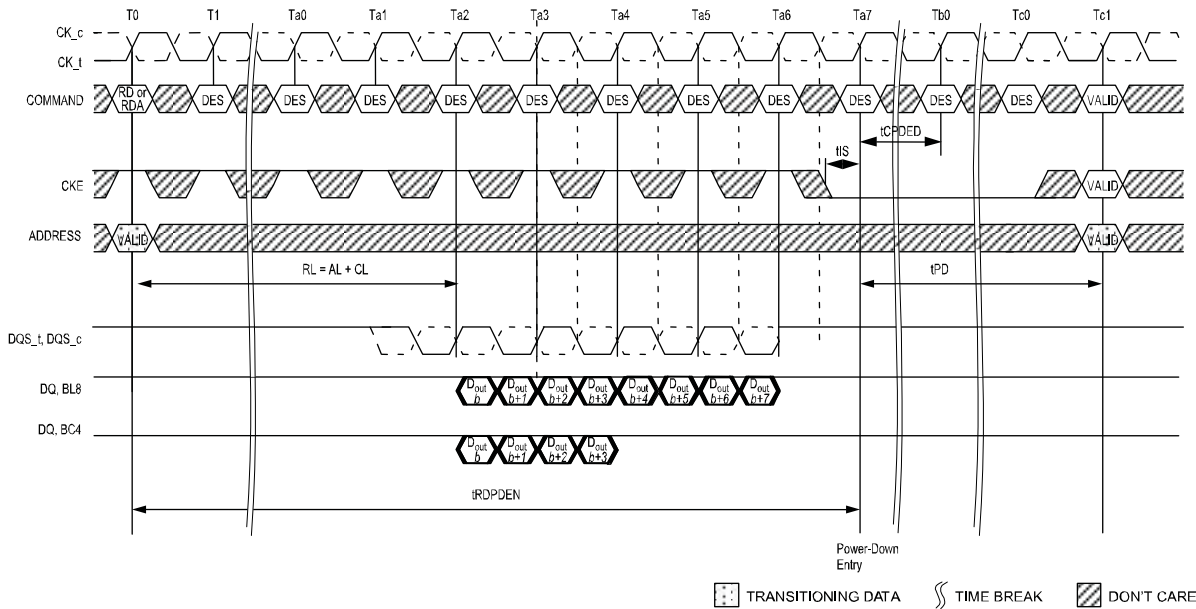 T0 T1 Ta0 Ta1 Ta2 Ta3 Ta4 Ta5 Ta6 Ta7 Tb0 Tc0 Tc1
CK_c
CK_t
COMMAND RD or RDA DES DES DES DES DES DES DES DES DES DES DES VALID
tCPDED
tIS
CKE VALID
ADDRESS VALID VALID
RL = AL + CL tPD
DQS_t, DQS_c
DQ, BL8 Dout b Dout b+1 Dout b+2 Dout b+3 Dout b+4 Dout b+5 Dout b+6 Dout b+7
DQ, BC4 Dout b Dout b+1 Dout b+2 Dout b+3
tRDPDEN
Power-Down
Entry
TRANSITIONING DATA TIME BREAK DON'T CARE